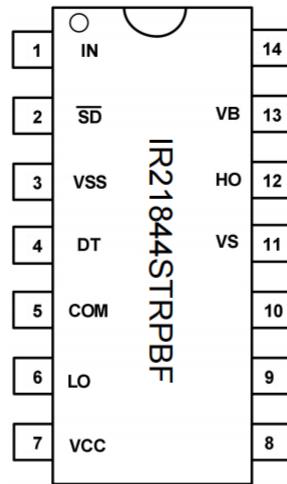 1 IN 14
2 SD VB 13
3 VSS HO 12
4 DT VS 11
5 COM 10
6 LO 9
7 VCC 8
IR21844STRPBF